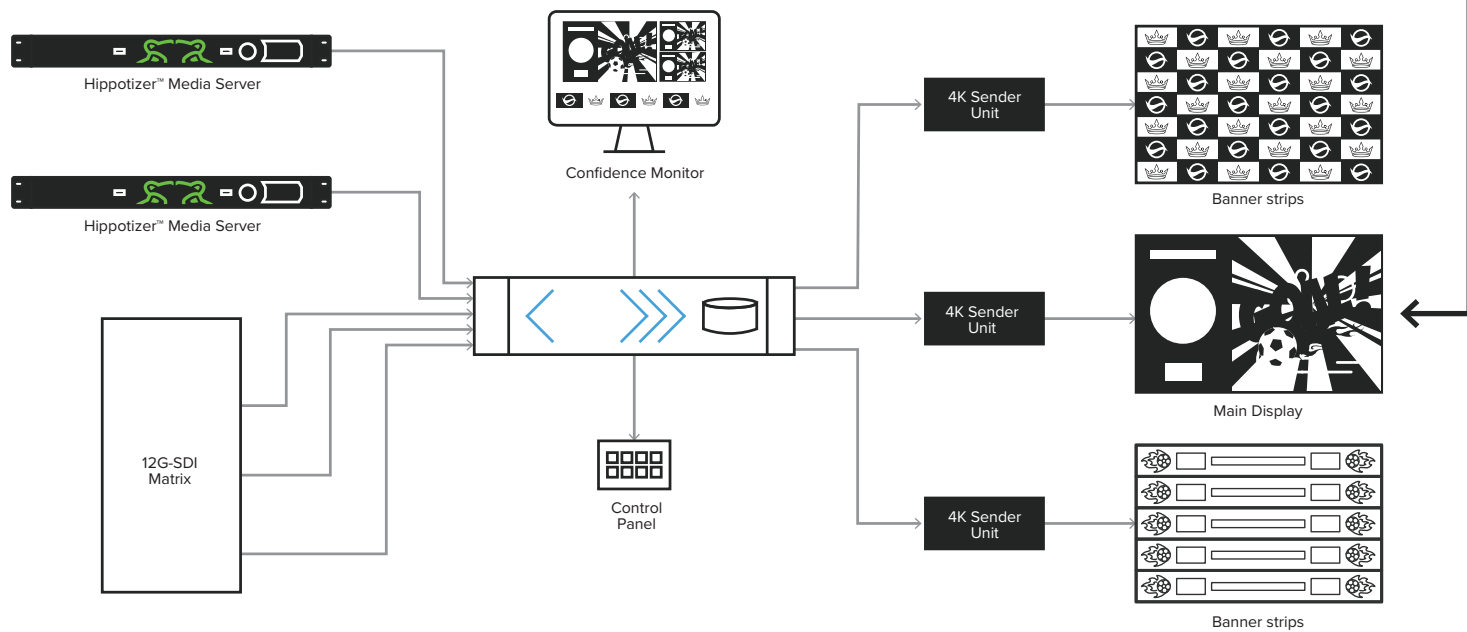 Hippotizer™ Media Server
Hippotizer™ Media Server
12G-SDI
Matrix
Confidence Monitor
Control
Panel
4K Sender
Unit
4K Sender
Unit
4K Sender
Unit
Banner strips
GOAL
Main Display
Banner strips